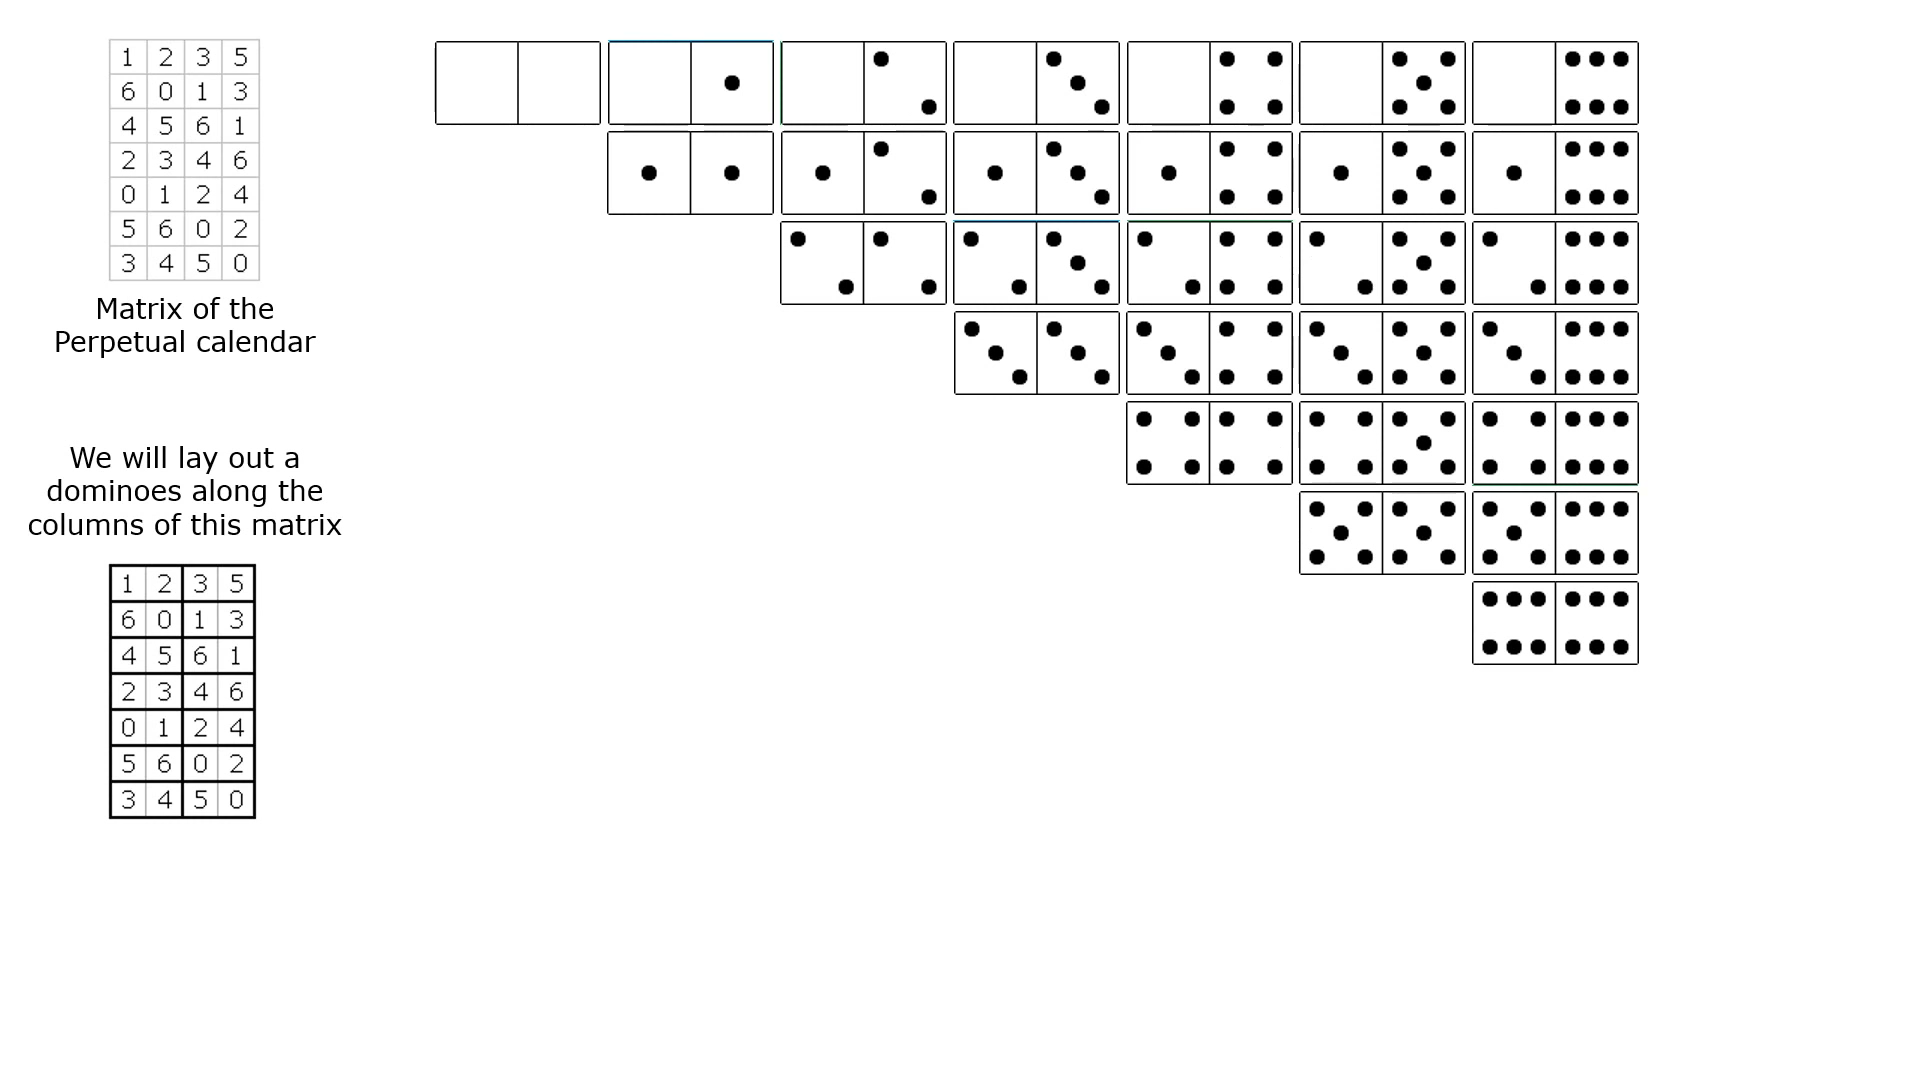 1 2 3 5
6 0 1 3
4 5 6 1
2 3 4 6
0 1 2 4
5 6 0 2
3 4 5 0
Matrix of the
Perpetual calendar
We will lay out a
dominoes along the
columns of this matrix
1 2 3 5
6 0 1 3
4 5 6 1
2 3 4 6
0 1 2 4
5 6 0 2
3 4 5 0